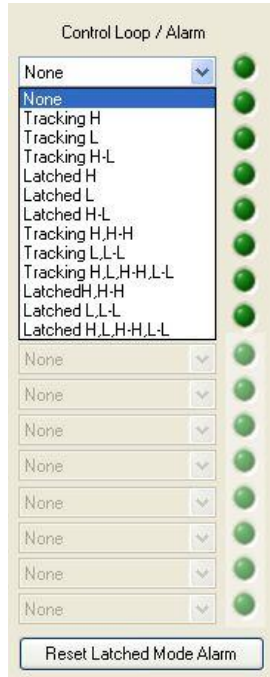 Control Loop / Alarm
None
None
Tracking H
Tracking L
Tracking H-L
Latched H
Latched L
Latched H-L
Tracking H,H-H
Tracking L,L-L
Tracking H,L,H-H,L-L
LatchedH,H-H
Latched L,L-L
Latched H,L,H-H,L-L
None
None
None
None
None
None
None
None
Reset Latched Mode Alarm